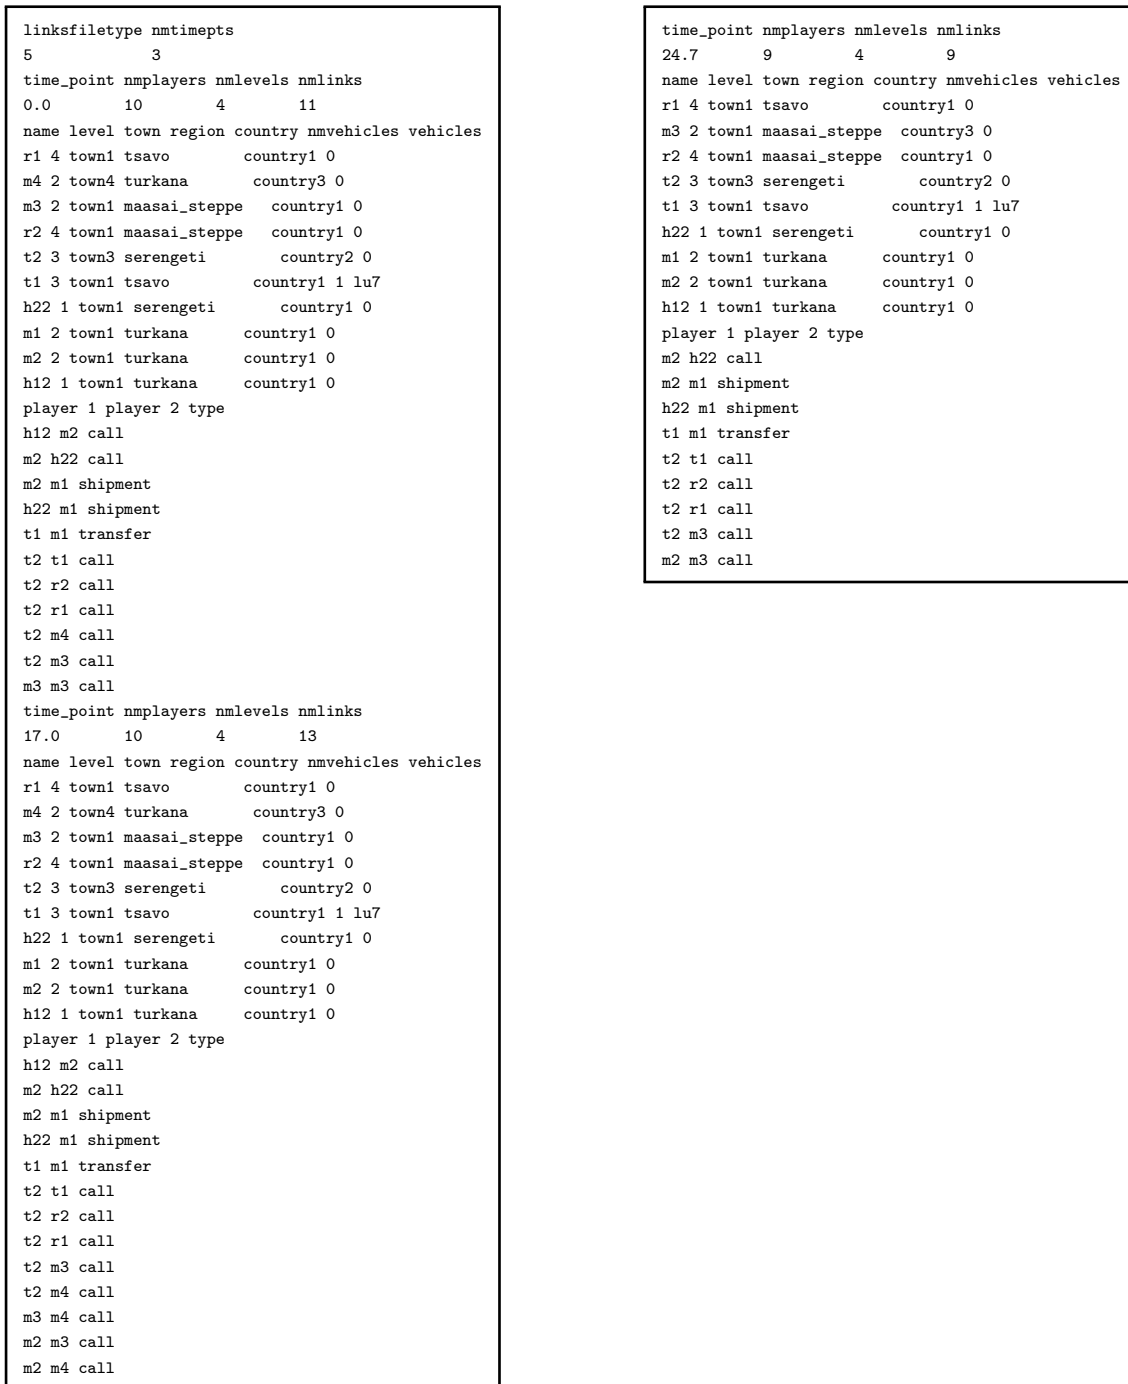 linksfiletype nmtimepts
5 3
time_point nmplayers nmlevels nmlinks
0.0 10 4 11
name level town region country nmvehicles vehicles
r1 4 town1 tsavo country1 0
m4 2 town4 turkana country3 0
m3 2 town1 maasai_steppe country1 0
r2 4 town1 maasai_steppe country1 0
t2 3 town3 serengeti country2 0
t1 3 town1 tsavo country1 1 lu7
h22 1 town1 serengeti country1 0
m1 2 town1 turkana country1 0
m2 2 town1 turkana country1 0
h12 1 town1 turkana country1 0
player 1 player 2 type
h12 m2 call
m2 h22 call
m2 m1 shipment
h22 m1 shipment
t1 m1 transfer
t2 t1 call
t2 r2 call
t2 r1 call
t2 m4 call
t2 m3 call
m3 m3 call
time_point nmplayers nmlevels nmlinks
17.0 10 4 13
name level town region country nmvehicles vehicles
r1 4 town1 tsavo country1 0
m4 2 town4 turkana country3 0
m3 2 town1 maasai_steppe country1 0
r2 4 town1 maasai_steppe country1 0
t2 3 town3 serengeti country2 0
t1 3 town1 tsavo country1 1 lu7
h22 1 town1 serengeti country1 0
m1 2 town1 turkana country1 0
m2 2 town1 turkana country1 0
h12 1 town1 turkana country1 0
player 1 player 2 type
h12 m2 call
m2 h22 call
m2 m1 shipment
h22 m1 shipment
t1 m1 transfer
t2 t1 call
t2 r2 call
t2 r1 call
t2 m3 call
t2 m4 call
m3 m4 call
m2 m3 call
m2 m4 call
time_point nmplayers nmlevels nmlinks
24.7 9 4 9
name level town region country nmvehicles vehicles
r1 4 town1 tsavo country1 0
m3 2 town1 maasai_steppe country3 0
r2 4 town1 maasai_steppe country1 0
t2 3 town3 serengeti country2 0
t1 3 town1 tsavo country1 1 lu7
h22 1 town1 serengeti country1 0
m1 2 town1 turkana country1 0
m2 2 town1 turkana country1 0
h12 1 town1 turkana country1 0
player 1 player 2 type
m2 h22 call
m2 m1 shipment
h22 m1 shipment
t1 m1 transfer
t2 t1 call
t2 r2 call
t2 r1 call
t2 m3 call
m2 m3 call